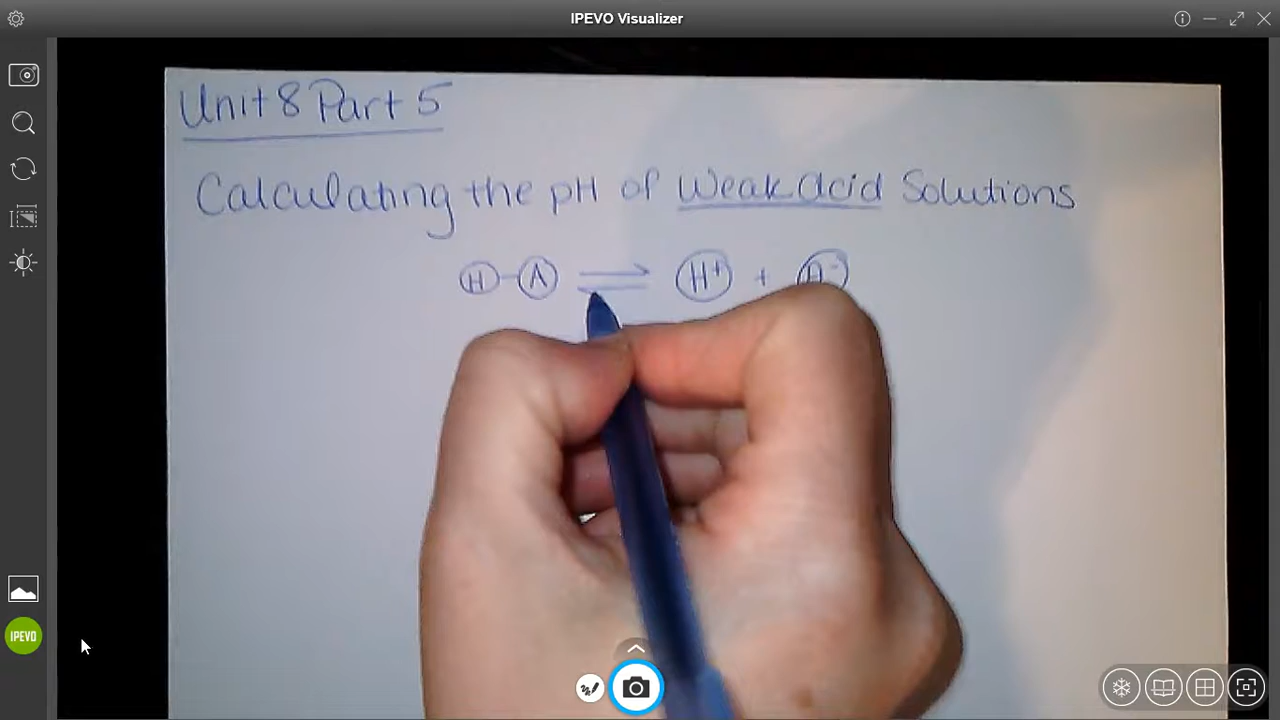 IPEVO Visualizer
Unit 8 Part 5
Calculating the pH of Weak acid Solutions
H-A ⇌ H⁺ + A⁻
IPEVO